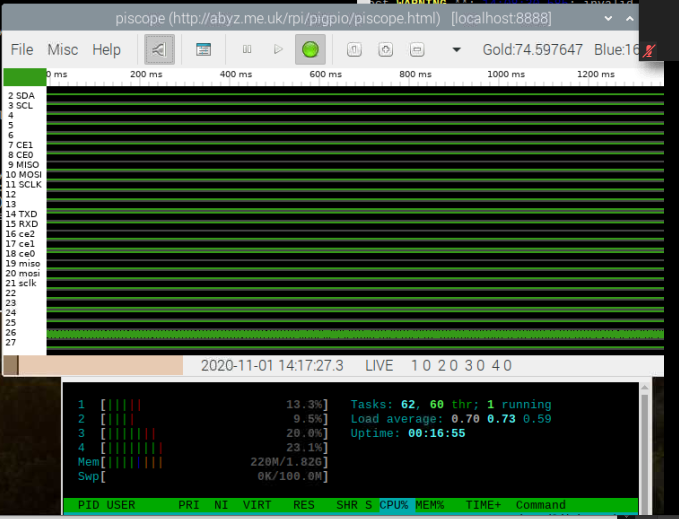 ost WARNING **: invalid
piscope (http://abyz.me.uk/rpi/pigpio/piscope.html) [localhost:8888]
File Misc Help Gold:74.597647 Blue:16
0 ms 200 ms 400 ms 600 ms 800 ms 1000 ms 1200 ms
2 SDA
3 SCL
4
5
6
7 CE1
8 CE0
9 MISO
10 MOSI
11 SCLK
12
13
14 TXD
15 RXD
16 ce2
17 ce1
18 ce0
19 miso
20 mosi
21 sclk
22
23
24
25
26
27
2020-11-01 14:17:27.3 LIVE 1 0 2 0 3 0 4 0
1 [||||| 13.3%] Tasks: 62, 60 thr; 1 running
2 [|||| 9.5%] Load average: 0.70 0.73 0.59
3 [||||||| 20.0%] Uptime: 00:16:55
4 [|||||||| 23.1%]
Mem[|||||||| 220M/1.82G]
Swp[ 0K/100.0M]
PID USER PRI NI VIRT RES SHR S CPU% MEM% TIME+ Command